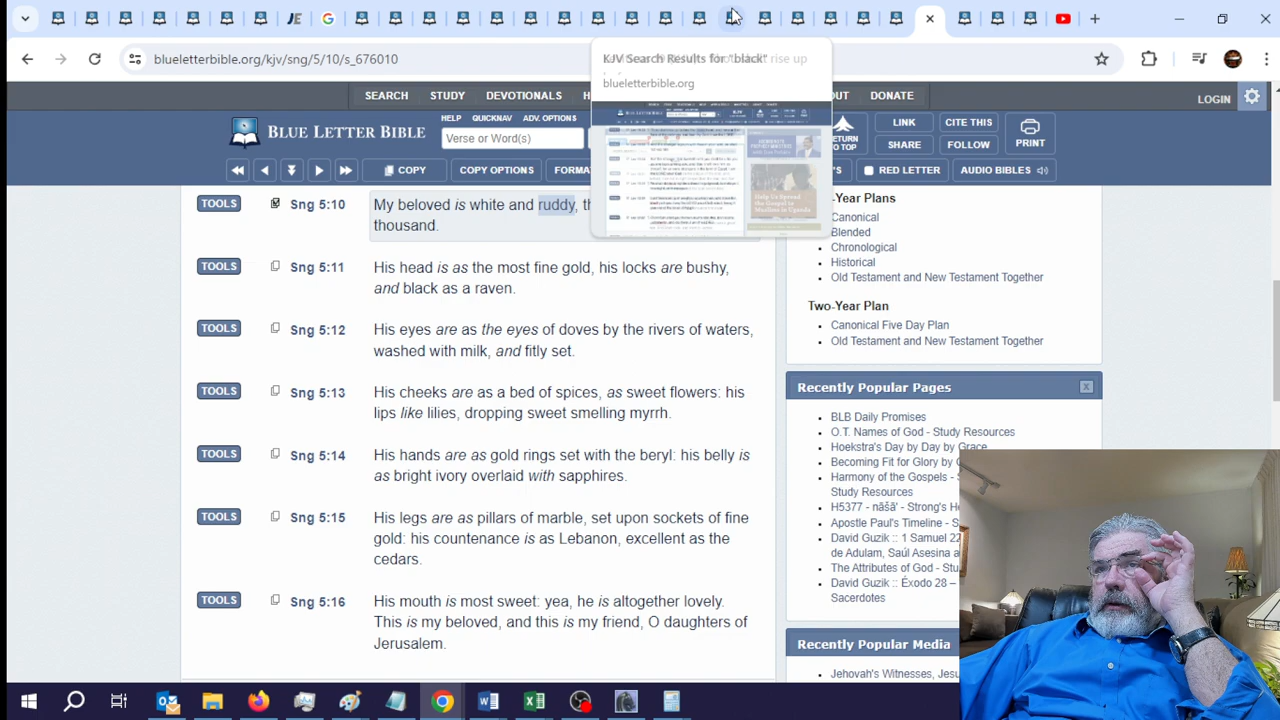 blueletterbible.org/kjv/sng/5/10/s_676010
KJV Search Results for "black"
rise up
blueletterbible.org
SEARCH STUDY DEVOTIONALS DONATE
LOGIN
HELP OPTIONS
BLUE LETTER BIBLE
LINK CITE THIS
TO TOP SHARE FOLLOW PRINT
COPY OPTIONS AUDIO BIBLES
TOOLS Sng 5:10 is white ruddy,
thousand.
TOOLS Sng 5:11 His head is as the most fine gold, his locks are bushy,
and black as a raven.
TOOLS Sng 5:12 His eyes are as the eyes of doves by the rivers of waters,
washed with milk, and fitly set.
TOOLS Sng 5:13 His cheeks are as a bed of spices, as sweet flowers: his
lips like lilies, dropping sweet smelling myrrh.
TOOLS Sng 5:14 His hands are as gold rings set with the beryl: his belly is
as bright ivory overlaid with sapphires.
TOOLS Sng 5:15 His legs are as pillars of marble, set upon sockets of fine
gold: his countenance is as Lebanon, excellent as the
cedars.
TOOLS Sng 5:16 His mouth is most sweet: yea, he is altogether lovely.
This is my beloved, and this is my friend, O daughters of
Jerusalem.
-Year Plans
Canonical
Blended
Chronological
Historical
Old Testament and New Testament Together
Two-Year Plan
Canonical Five Day Plan
Old Testament and New Testament Together
Recently Popular Pages x
BLB Daily Promises
O.T. Names of God - Study Resources
Hoekstra's Day by Day by Grace
Becoming Fit for Glory by
Harmony of the Gospels -
Study Resources
H5377 - nāšā' - Strong's
Apostle Paul's Timeline -
David Guzik :: 1 Samuel 22
de Adulam, Saúl Asesina a
The Attributes of God -
David Guzik :: Éxodo 28 –
Sacerdotes
Recently Popular Media
Jehovah's Witnesses,